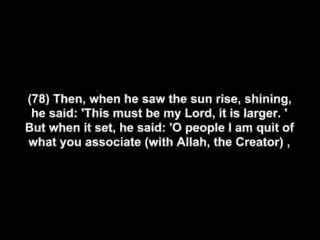 (78) Then, when he saw the sun rise, shining,
he said: 'This must be my Lord, it is larger. '
But when it set, he said: 'O people I am quit of
what you associate (with Allah, the Creator) ,